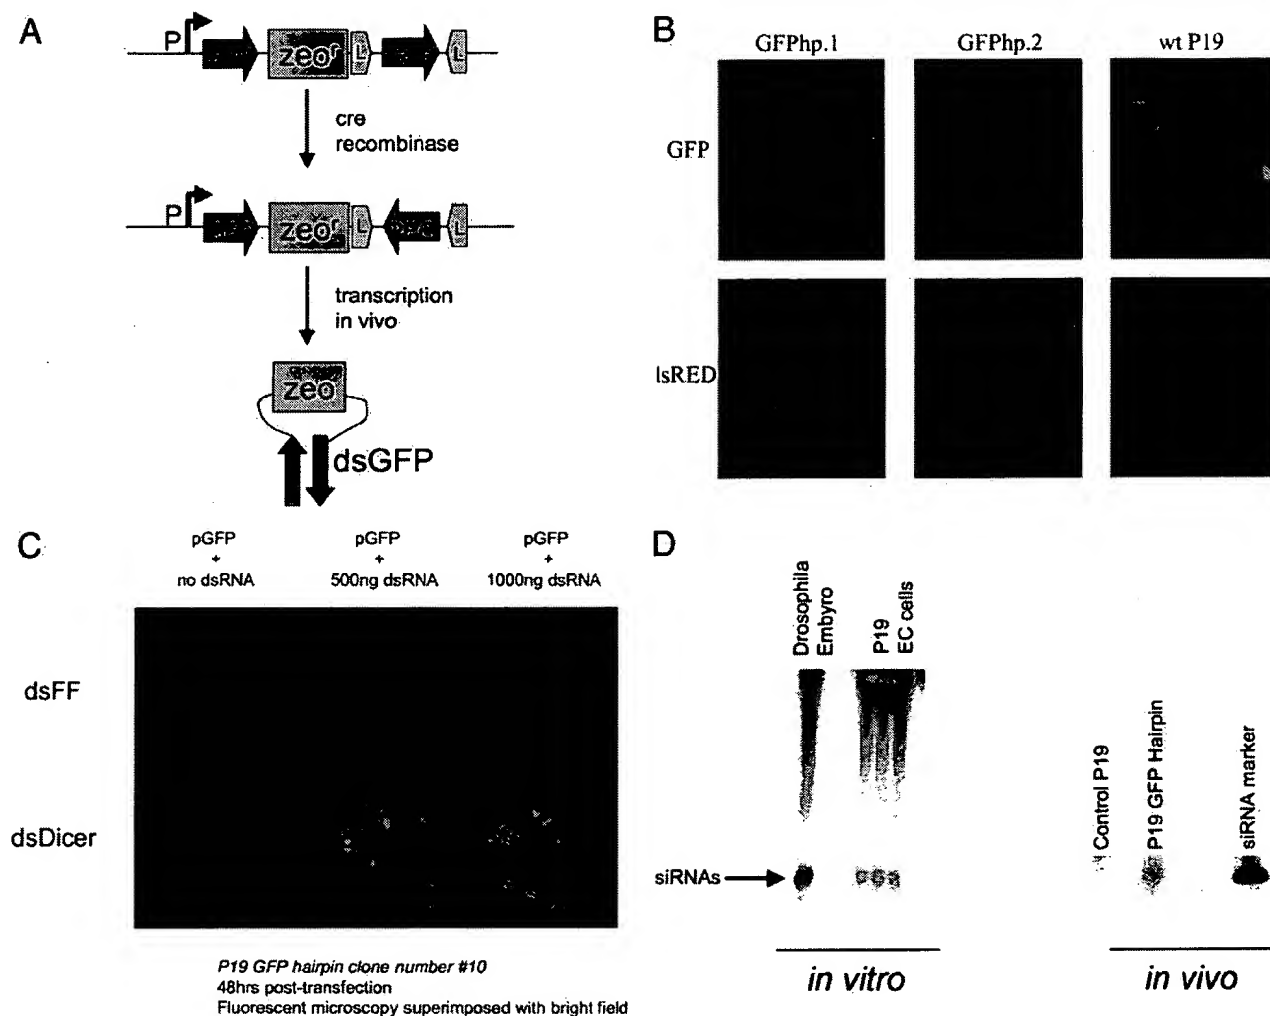 A
P
zeoʳ
L
L
cre
recombinase
P
zeoʳ
L
L
transcription
in vivo
zeo
dsGFP
B
GFPhp.1
GFPhp.2
wt P19
GFP
lsRED
C
pGFP
+
no dsRNA
pGFP
+
500ng dsRNA
pGFP
+
1000ng dsRNA
dsFF
dsDicer
P19 GFP hairpin clone number #10
48hrs post-transfection
Fluorescent microscopy superimposed with bright field
D
Drosophila
Embyro
P19
EC cells
siRNAs
in vitro
Control P19
P19 GFP Hairpin
siRNA marker
in vivo